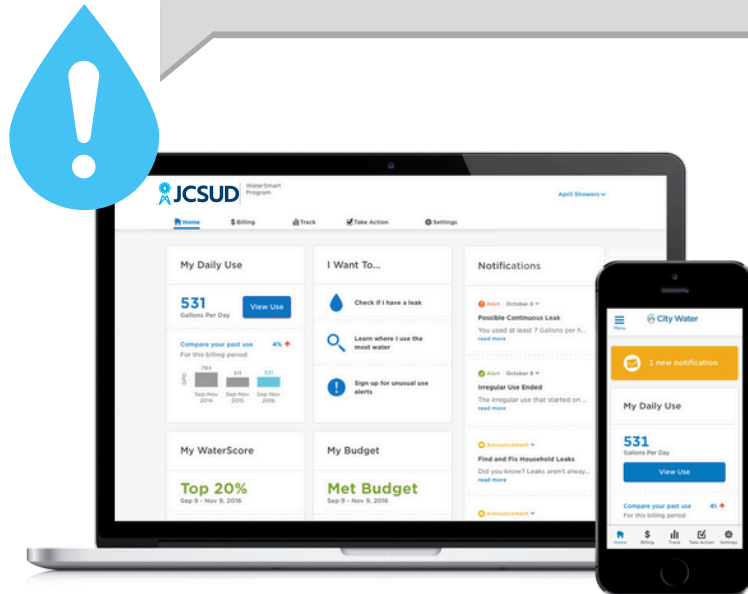 !
JCSUD
WaterSmart
Program
April Showers
Home
$ Billing
Track
Take Action
Settings
My Daily Use
531
Gallons Per Day
View Use
Compare your past use
4%
For this billing period
GPD
784
Sep-Nov
2014
511
Sep-Nov
2015
531
Sep-Nov
2016
I Want To...
Check if I have a leak
Learn where I use the
most water
! Sign up for unusual use
alerts
Notifications
Alert · October 8
Possible Continuous Leak
You used at least 7 Gallons per h...
read more
Alert · October 8
Irregular Use Ended
The irregular use that started on ...
read more
Announcement
Find and Fix Household Leaks
Did you know? Leaks aren't alway...
read more
Announcement
My WaterScore
Top 20%
Sep 9 - Nov 9, 2016
My Budget
Met Budget
Sep 9 - Nov 9, 2016
Menu
City Water
1 new notification
My Daily Use
531
Gallons Per Day
View Use
Compare your past use
4%
For this billing period
Home
$ Billing
Track
Take Action
Settings